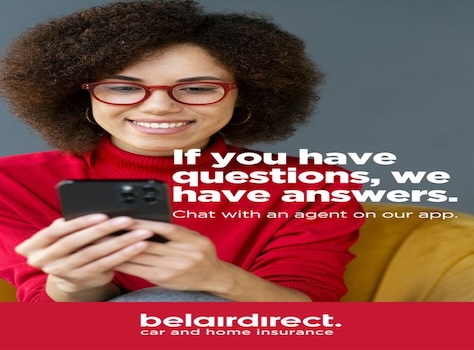 If you have
questions, we
have answers.
Chat with an agent on our app.
belairdirect.
car and home insurance